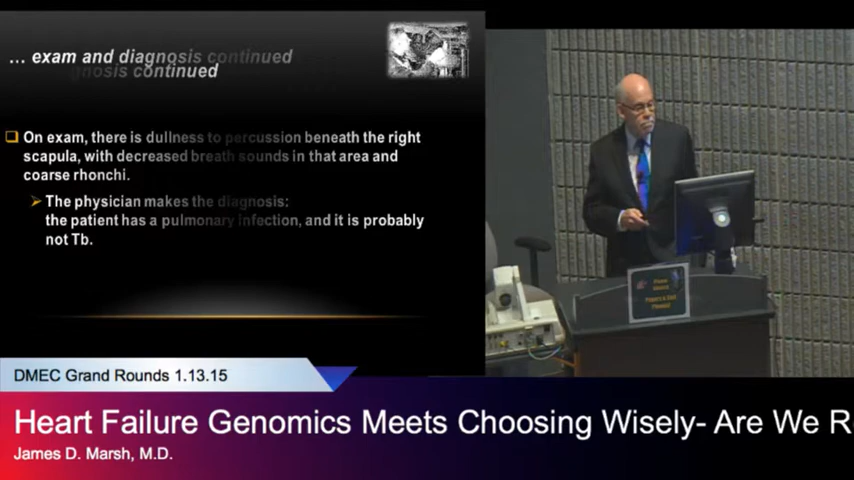 ... exam and diagnosis continued
gnosis continued
On exam, there is dullness to percussion beneath the right
scapula, with decreased breath sounds in that area and
coarse rhonchi.
The physician makes the diagnosis:
the patient has a pulmonary infection, and it is probably
not Tb.
DMEC Grand Rounds 1.13.15
Heart Failure Genomics Meets Choosing Wisely- Are We R
James D. Marsh, M.D.